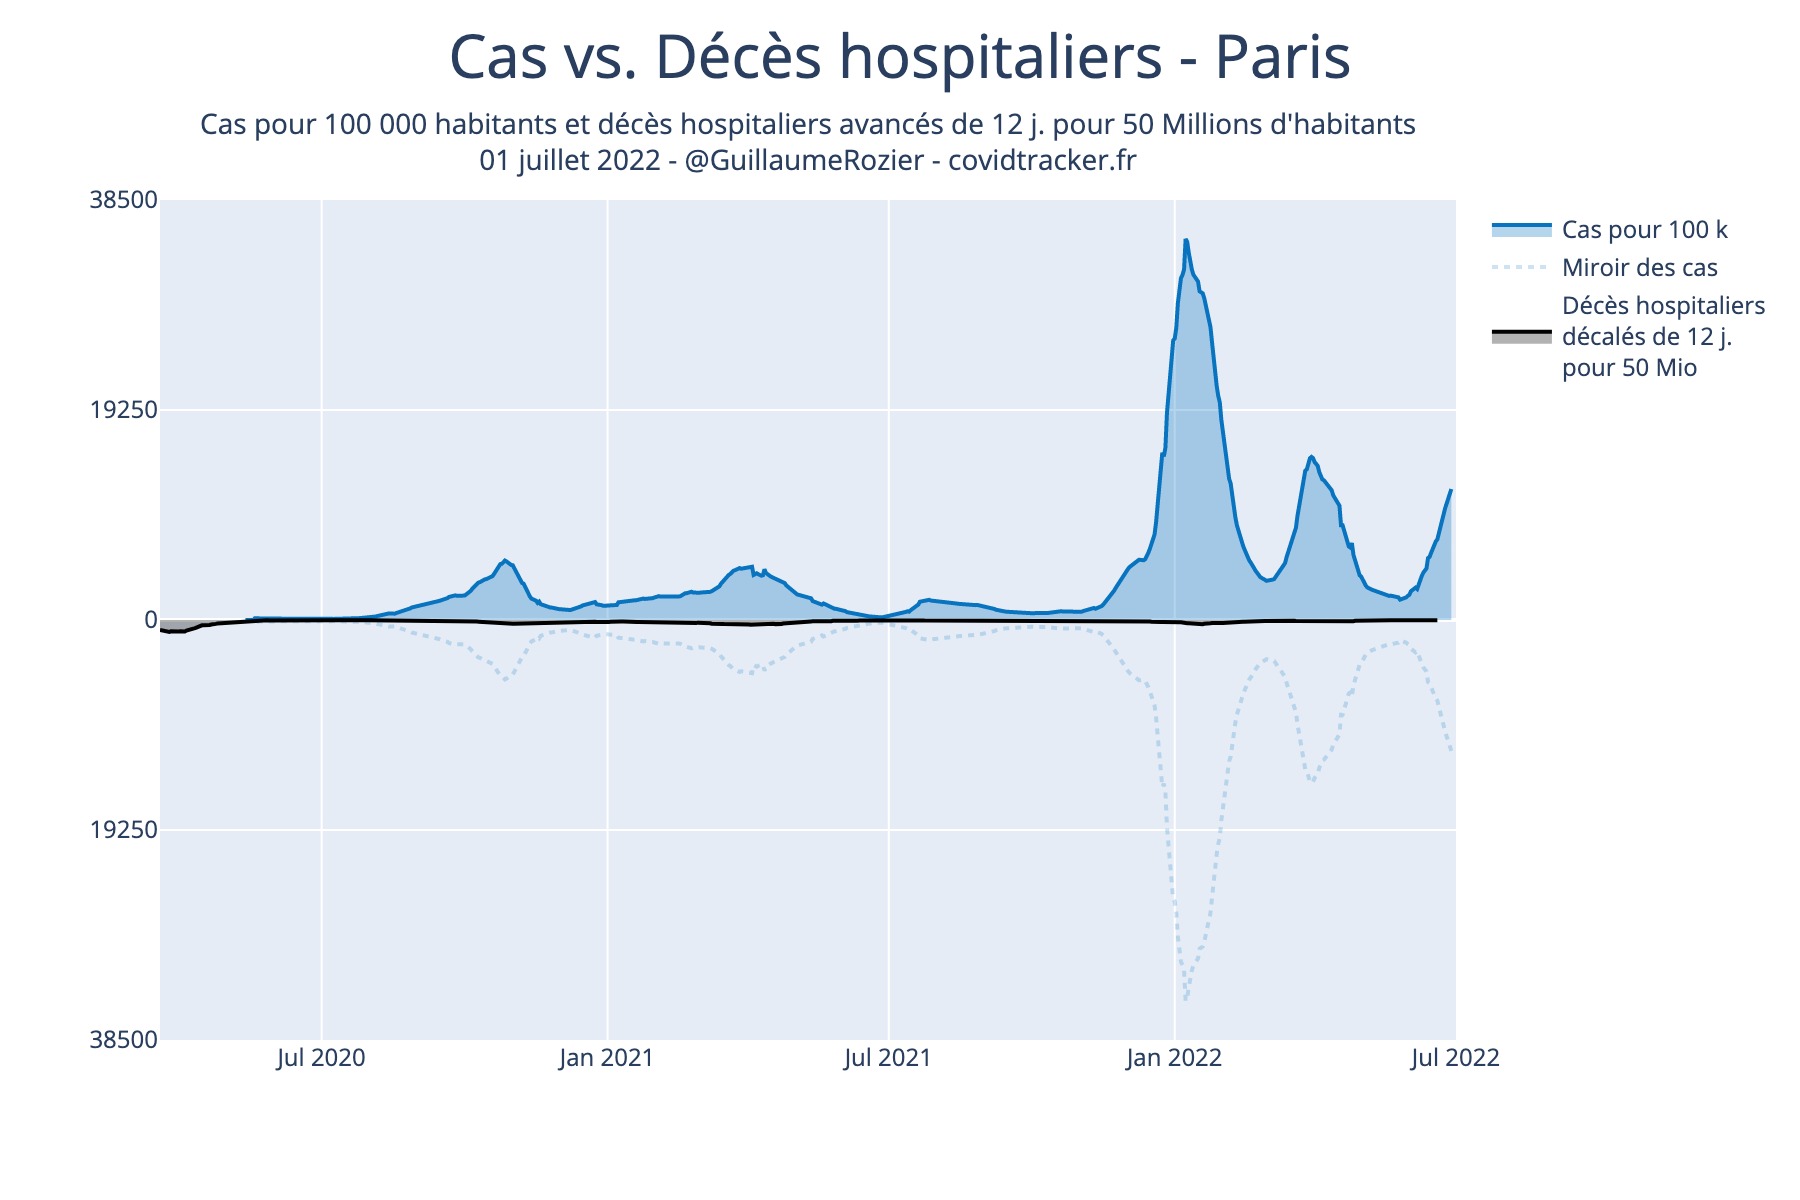 Cas vs. Décès hospitaliers - Paris
Cas pour 100 000 habitants et décès hospitaliers avancés de 12 j. pour 50 Millions d'habitants
01 juillet 2022 - @GuillaumeRozier - covidtracker.fr
38500
19250
0
19250
38500
Jul 2020
Jan 2021
Jul 2021
Jan 2022
Jul 2022
Cas pour 100 k
Miroir des cas
Décès hospitaliers
décalés de 12 j.
pour 50 Mio